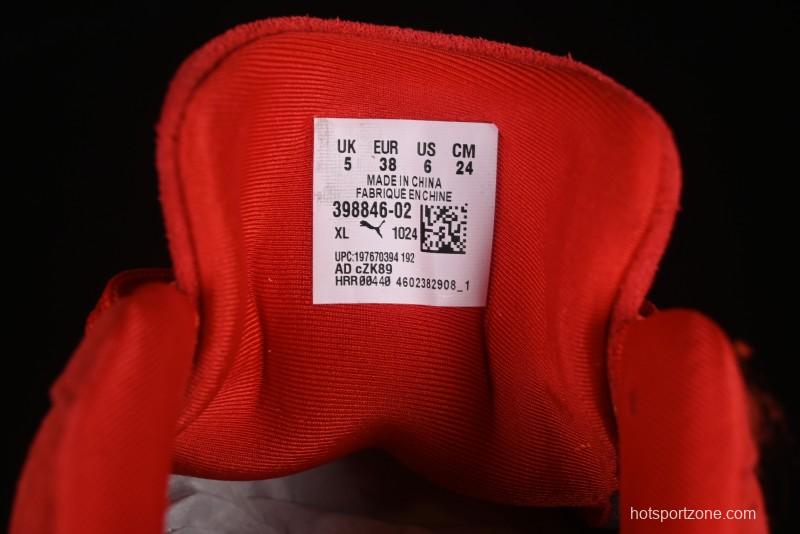 UK EUR US CM
5 38 6 24
MADE IN CHINA
FABRIQUÉ EN CHINE
398846-02
XL 1024
UPC:197670394 192
AD cZK89
HRR00440 4602382908_1
hotsportzone.com